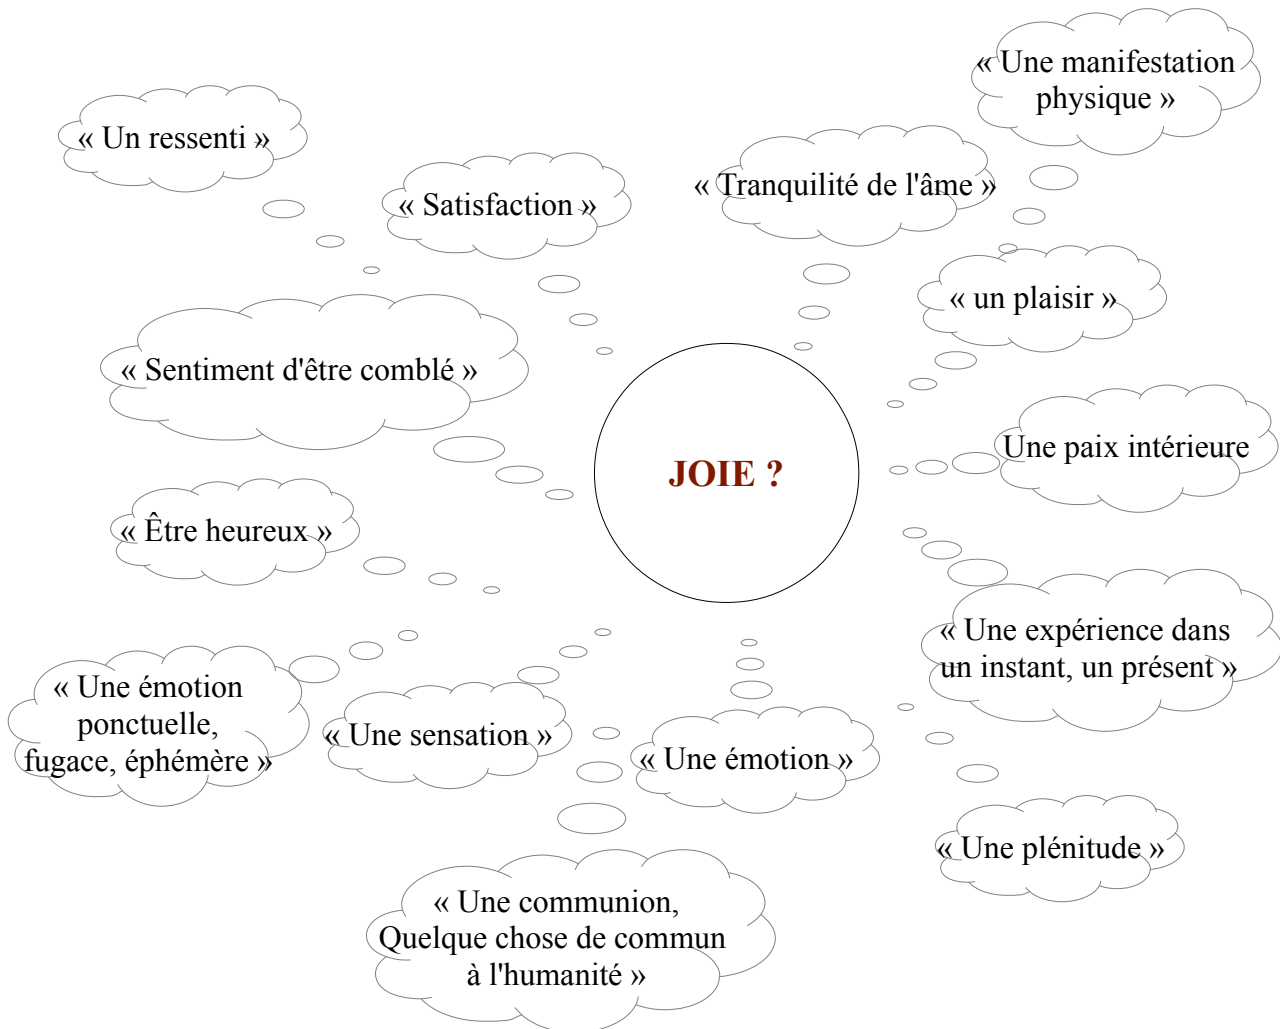 « Une manifestation
physique »
« Un ressenti »
« Satisfaction »
« Tranquilité de l'âme »
« un plaisir »
« Sentiment d'être comblé »
Une paix intérieure
JOIE ?
« Être heureux »
« Une expérience dans
un instant, un présent »
« Une émotion
ponctuelle,
fugace, éphémère »
« Une sensation »
« Une émotion »
« Une plénitude »
« Une communion,
Quelque chose de commun
à l'humanité »